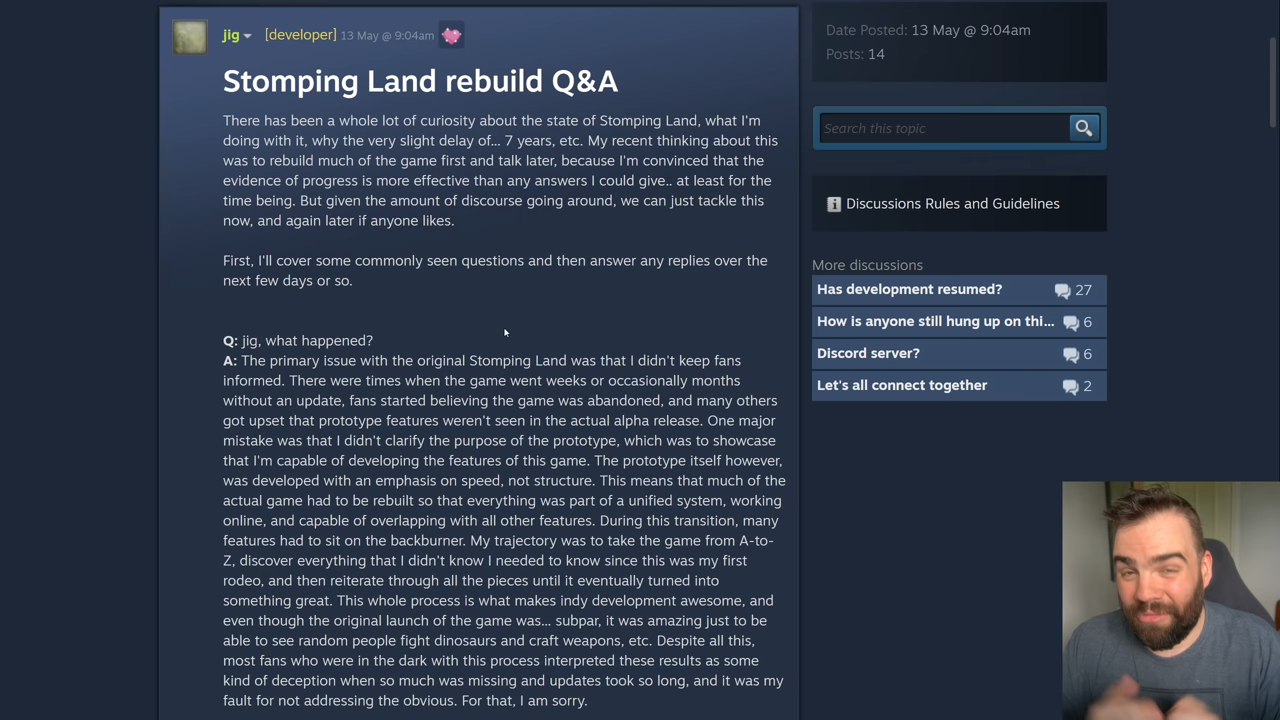 jig [developer] 13 May @ 9:04am
Stomping Land rebuild Q&A
There has been a whole lot of curiosity about the state of Stomping Land, what I'm
doing with it, why the very slight delay of... 7 years, etc. My recent thinking about this
was to rebuild much of the game first and talk later, because I'm convinced that the
evidence of progress is more effective than any answers I could give.. at least for the
time being. But given the amount of discourse going around, we can just tackle this
now, and again later if anyone likes.
First, I'll cover some commonly seen questions and then answer any replies over the
next few days or so.
Q: jig, what happened?
A: The primary issue with the original Stomping Land was that I didn't keep fans
informed. There were times when the game went weeks or occasionally months
without an update, fans started believing the game was abandoned, and many others
got upset that prototype features weren't seen in the actual alpha release. One major
mistake was that I didn't clarify the purpose of the prototype, which was to showcase
that I'm capable of developing the features of this game. The prototype itself however,
was developed with an emphasis on speed, not structure. This means that much of the
actual game had to be rebuilt so that everything was part of a unified system, working
online, and capable of overlapping with all other features. During this transition, many
features had to sit on the backburner. My trajectory was to take the game from A-to-
Z, discover everything that I didn't know I needed to know since this was my first
rodeo, and then reiterate through all the pieces until it eventually turned into
something great. This whole process is what makes indy development awesome, and
even though the original launch of the game was... subpar, it was amazing just to be
able to see random people fight dinosaurs and craft weapons, etc. Despite all this,
most fans who were in the dark with this process interpreted these results as some
kind of deception when so much was missing and updates took so long, and it was my
fault for not addressing the obvious. For that, I am sorry.
Date Posted: 13 May @ 9:04am
Posts: 14
Search this topic
Discussions Rules and Guidelines
More discussions
Has development resumed? 27
How is anyone still hung up on thi... 6
Discord server? 6
Let's all connect together 2